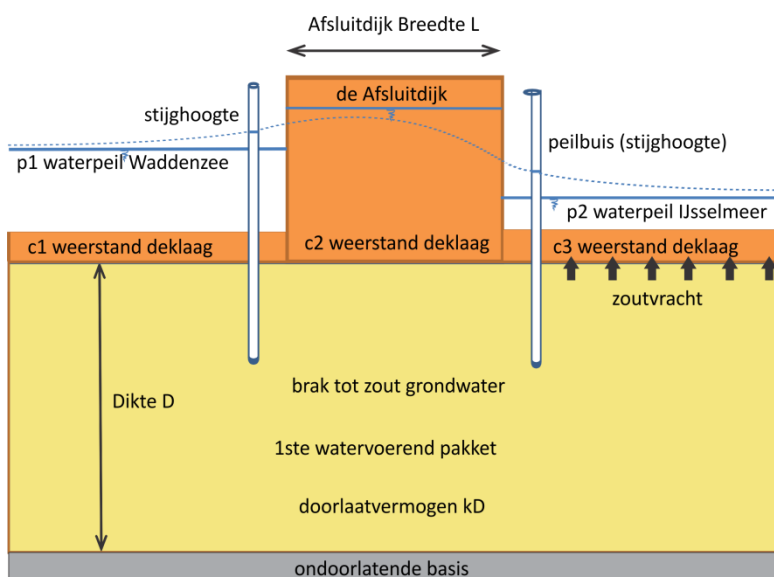 Afsluitdijk Breedte L
de Afsluitdijk
stijghoogte
peilbuis (stijghoogte)
p1 waterpeil Waddenzee
p2 waterpeil IJsselmeer
c1 weerstand deklaag
c2 weerstand deklaag
c3 weerstand deklaag
zoutvracht
brak tot zout grondwater
Dikte D
1ste watervoerend pakket
doorlaatvermogen kD
ondoorlatende basis